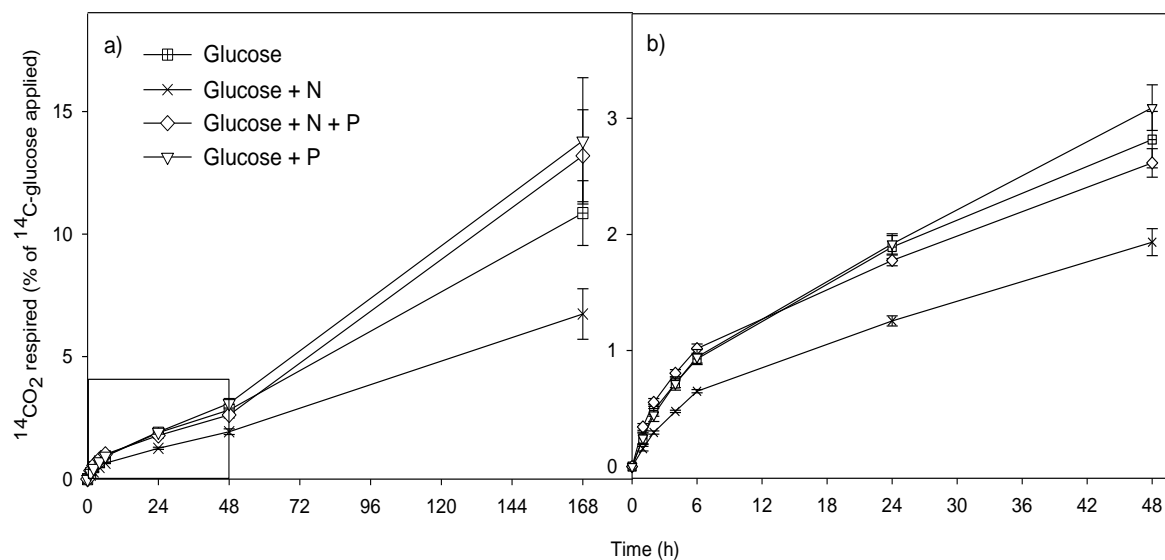 a)
Glucose
Glucose + N
Glucose + N + P
Glucose + P
b)
15
10
5
0
3
2
1
0
0 24 48 72 96 120 144 168
0 6 12 18 24 30 36 42 48
Time (h)
¹⁴CO₂ respired (% of ¹⁴C-glucose applied)